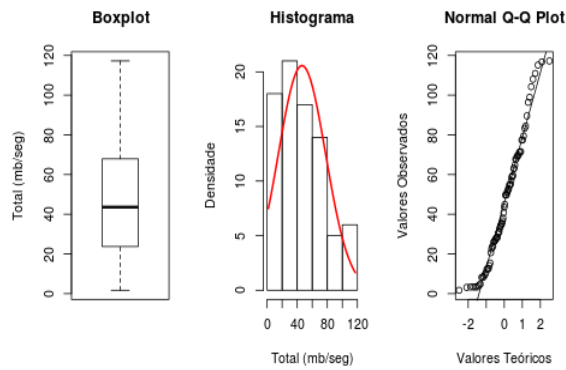 Boxplot
Total (mb/seg)
0 20 40 60 80 100 120
Histograma
Densidade
0 5 10 15 20
0 40 80 120
Total (mb/seg)
Normal Q-Q Plot
Valores Observados
0 20 40 60 80 100 120
-2 0 1 2
Valores Teóricos